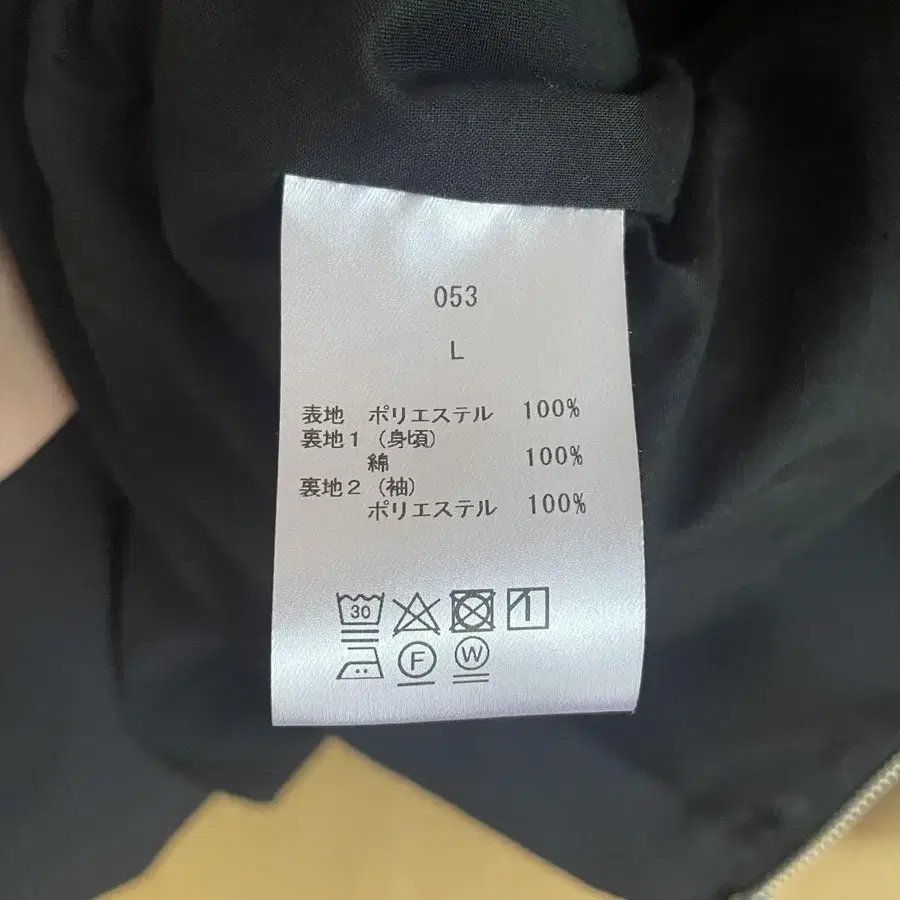 053
L
表地 ポリエステル 100%
裏地1 (身頃)
綿 100%
裏地2 (袖)
ポリエステル 100%
30
F W